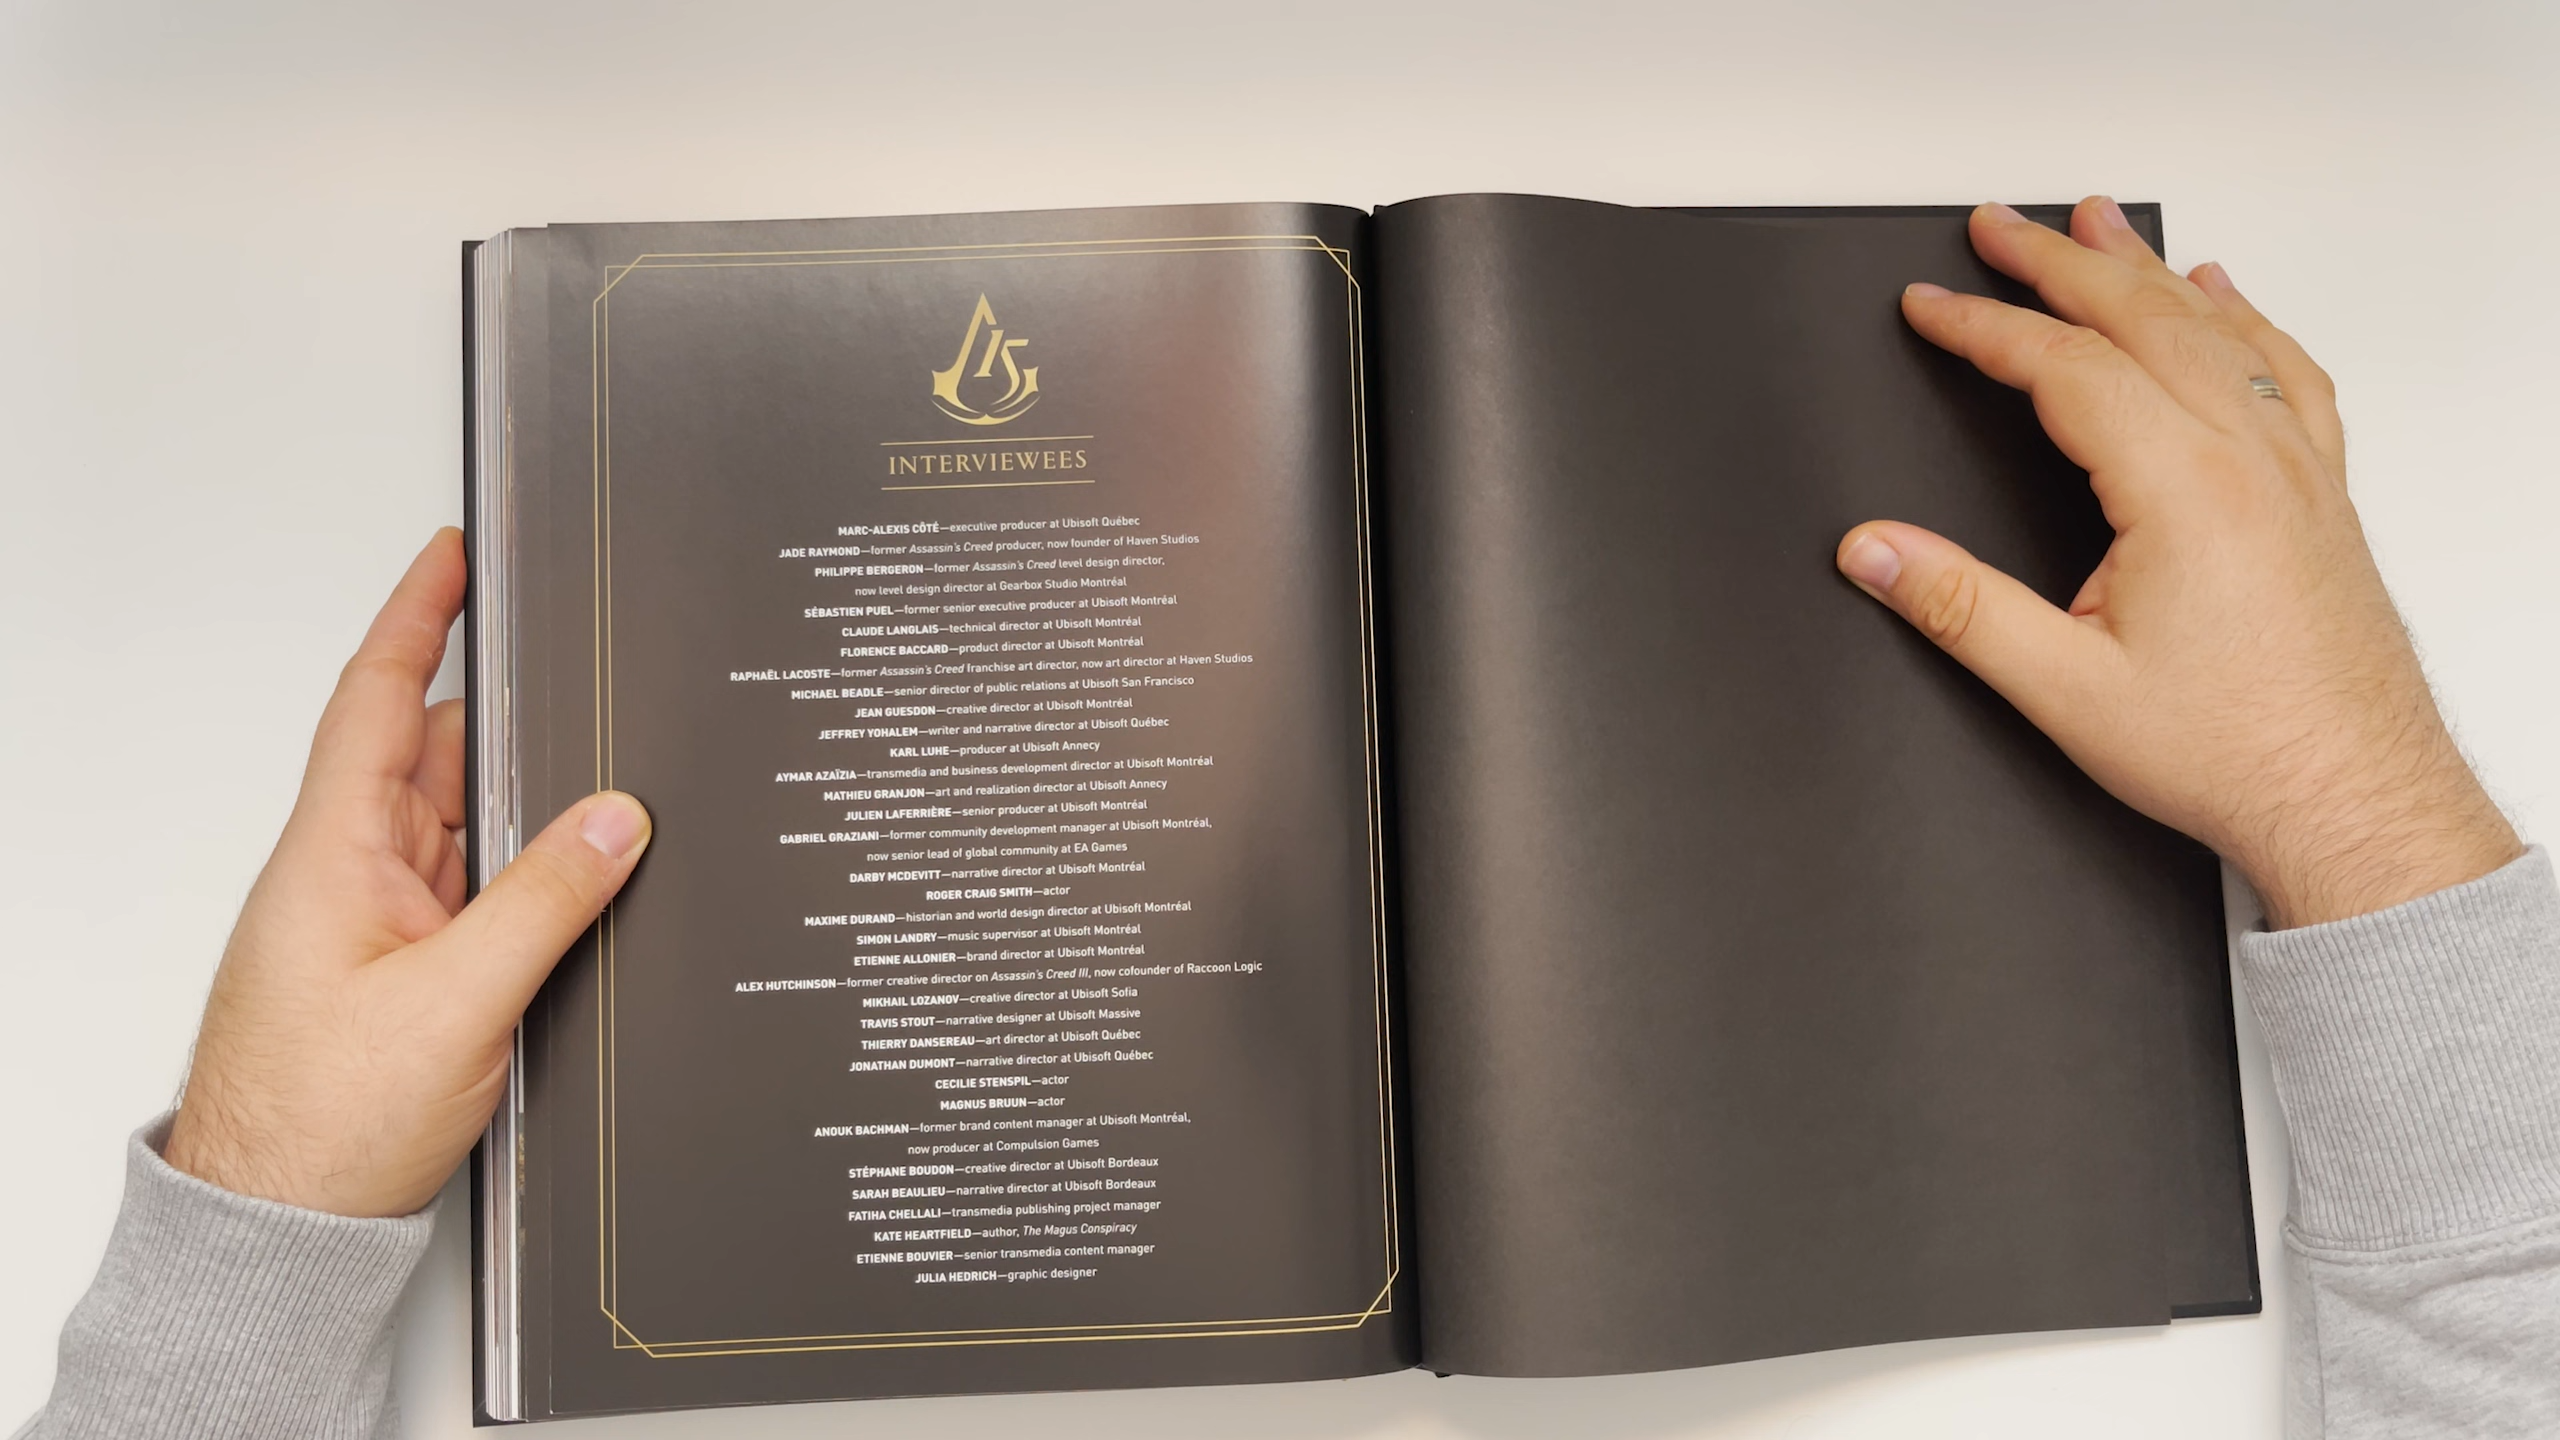 15
INTERVIEWEES
MARC-ALEXIS CÔTÉ—executive producer at Ubisoft Québec
JADE RAYMOND—former Assassin's Creed producer, now founder of Haven Studios
PHILIPPE BERGERON—former Assassin's Creed level design director,
now level design director at Gearbox Studio Montréal
SÉBASTIEN PUEL—former senior executive producer at Ubisoft Montréal
CLAUDE LANGLAIS—technical director at Ubisoft Montréal
FLORENCE BACCARD—product director at Ubisoft Montréal
RAPHAËL LACOSTE—former Assassin's Creed franchise art director, now art director at Haven Studios
MICHAEL BEADLE—senior director of public relations at Ubisoft San Francisco
JEAN GUESDON—creative director at Ubisoft Montréal
JEFFREY YOHALEM—writer and narrative director at Ubisoft Québec
KARL LUHE—producer at Ubisoft Annecy
AYMAR AZAÏZIA—transmedia and business development director at Ubisoft Montréal
MATHIEU GRANJON—art and realization director at Ubisoft Annecy
JULIEN LAFERRIÈRE—senior producer at Ubisoft Montréal
GABRIEL GRAZIANI—former community development manager at Ubisoft Montréal,
now senior lead of global community at EA Games
DARBY MCDEVITT—narrative director at Ubisoft Montréal
ROGER CRAIG SMITH—actor
MAXIME DURAND—historian and world design director at Ubisoft Montréal
SIMON LANDRY—music supervisor at Ubisoft Montréal
ETIENNE ALLONIER—brand director at Ubisoft Montréal
ALEX HUTCHINSON—former creative director on Assassin's Creed III, now cofounder of Raccoon Logic
MIKHAIL LOZANOV—creative director at Ubisoft Sofia
TRAVIS STOUT—narrative designer at Ubisoft Massive
THIERRY DANSEREAU—art director at Ubisoft Québec
JONATHAN DUMONT—narrative director at Ubisoft Québec
CECILIE STENSPIL—actor
MAGNUS BRUUN—actor
ANOUK BACHMAN—former brand content manager at Ubisoft Montréal,
now producer at Compulsion Games
STÉPHANE BOUDON—creative director at Ubisoft Bordeaux
SARAH BEAULIEU—narrative director at Ubisoft Bordeaux
FATIHA CHELLALI—transmedia publishing project manager
KATE HEARTFIELD—author, The Magus Conspiracy
ETIENNE BOUVIER—senior transmedia content manager
JULIA HEDRICH—graphic designer